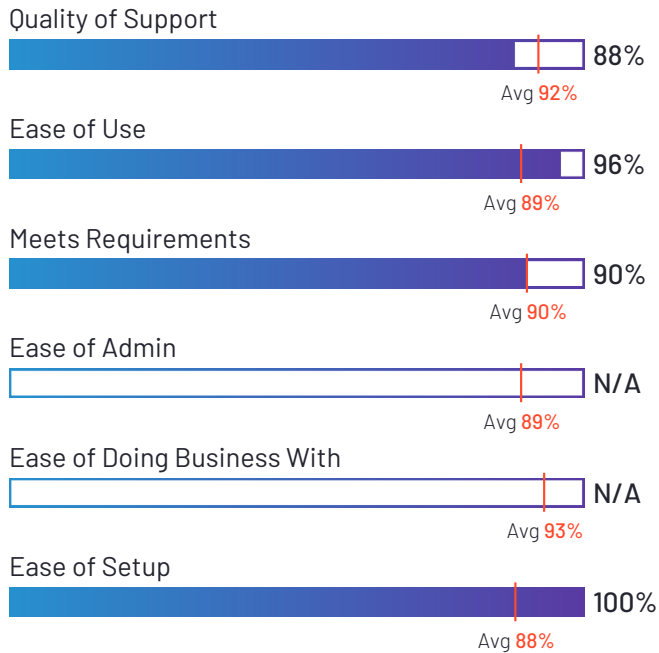 Quality of Support
88%
Avg 92%
Ease of Use
96%
Avg 89%
Meets Requirements
90%
Avg 90%
Ease of Admin
N/A
Avg 89%
Ease of Doing Business With
N/A
Avg 93%
Ease of Setup
100%
Avg 88%